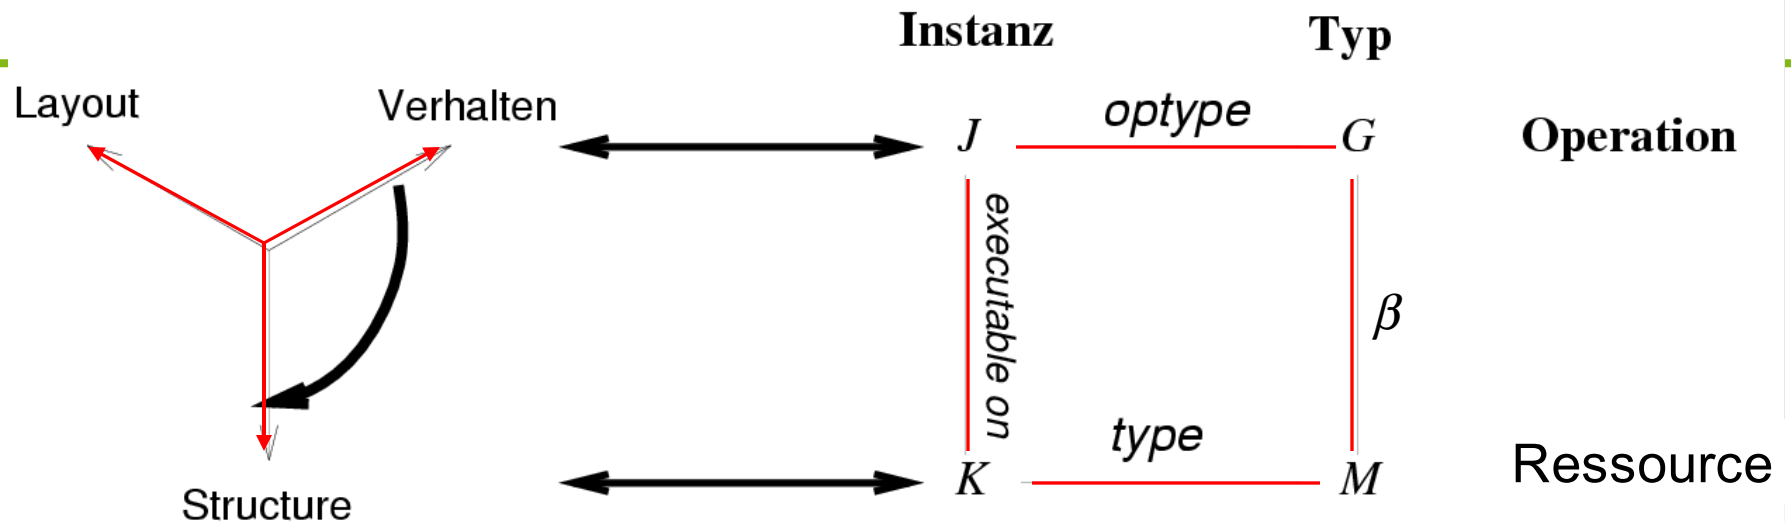 Instanz Typ
Layout Verhalten optype
J G Operation
executable on
β
type
K M Ressource
Structure